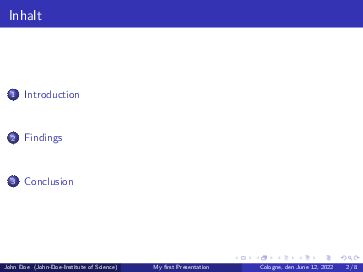 Inhalt
1 Introduction
2 Findings
3 Conclusion
John Doe (John-Doe-Institute of Science) My first Presentation Cologne, den June 12, 2022 2 / 8